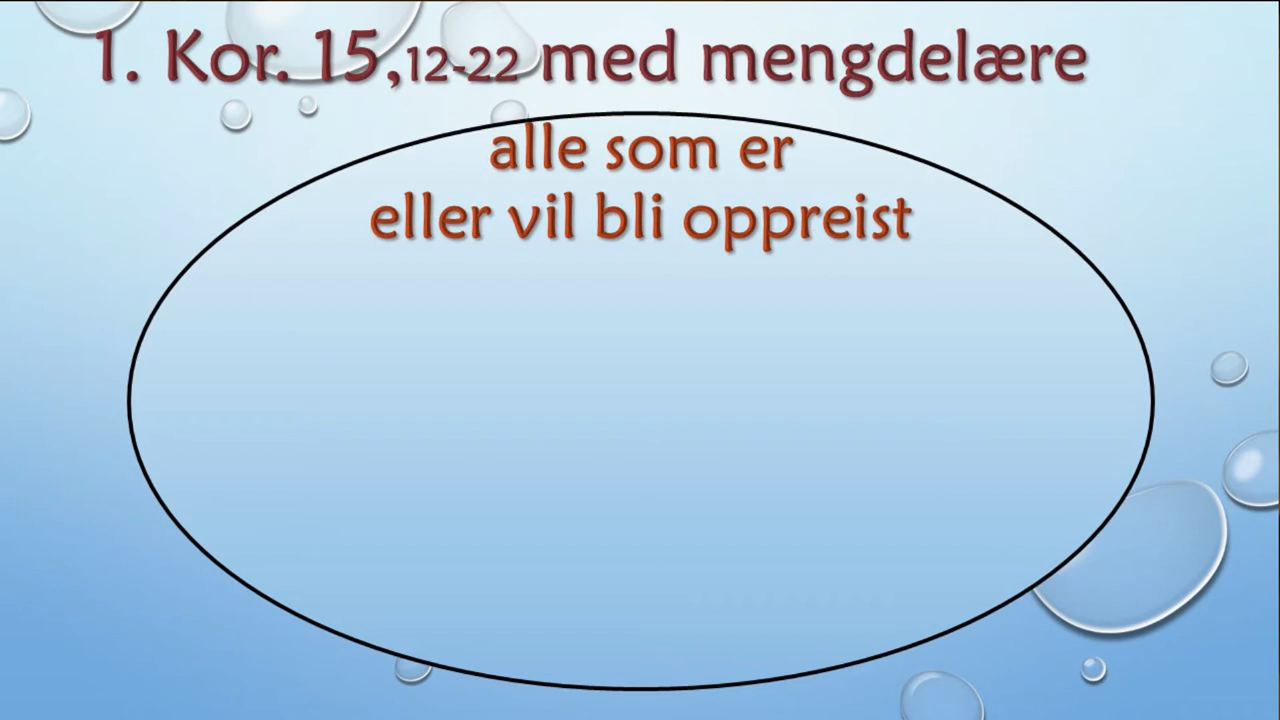 1. Kor. 15,12-22 med mengdelære
alle som er
eller vil bli oppreist